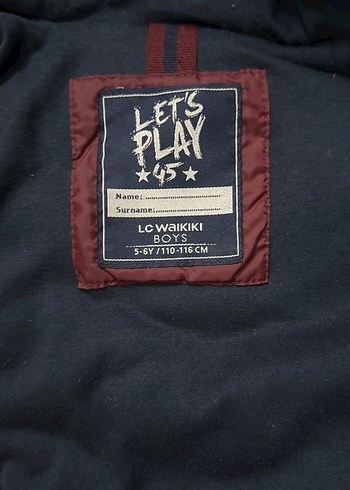 LET'S
PLAY
★45★
Name: ............................
Surname: ............................
LC WaiKiKi
BOYS
5-6Y / 110-116 CM